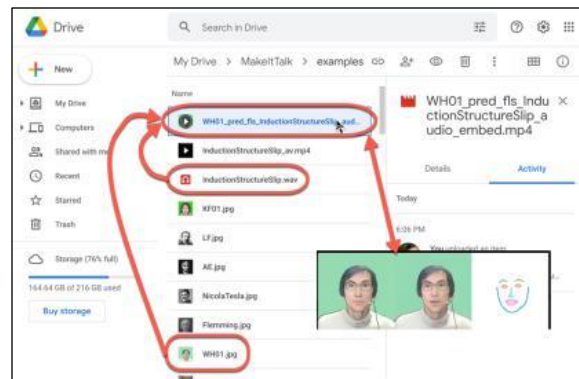 Drive
Search in Drive
New
My Drive > MakeItTalk > examples
My Drive
Computers
Shared with me
Recent
Starred
Trash
Storage (76% full)
164.64 GB of 216 GB used
Buy storage
Name
WH01_pred_fls_InductionStructureSlip_aud...
InductionStructureSlip_av.mp4
InductionStructureSlip.wav
KF01.jpg
LF.jpg
AE.jpg
NicolaTesla.jpg
Flemming.jpg
WH01.jpg
WH01_pred_fls_Indu
ctionStructureSlip_a
udio_embed.mp4
Details
Activity
Today
6:06 PM
You uploaded an item